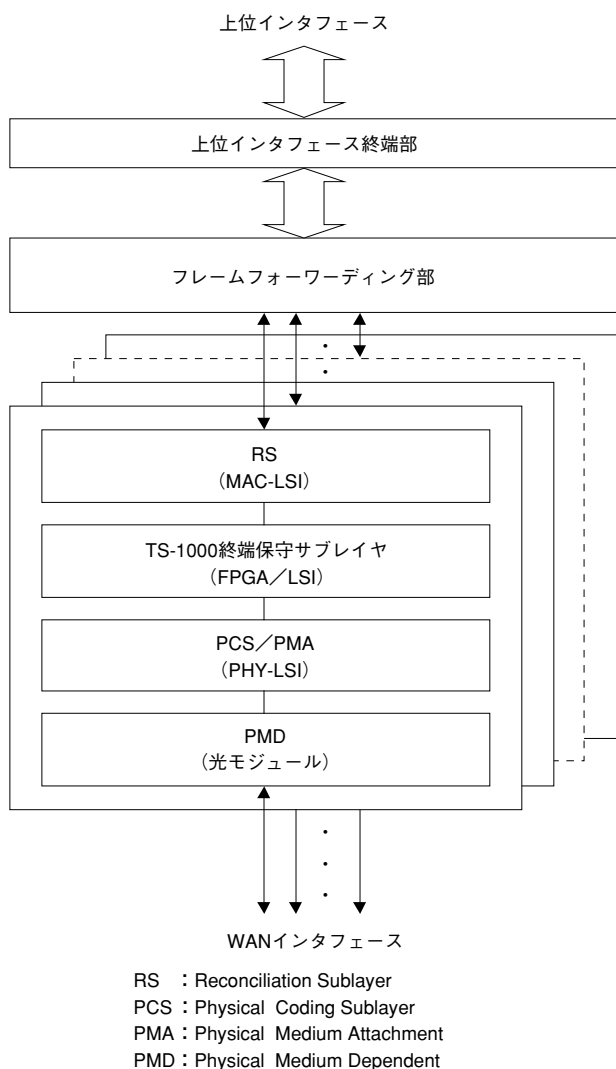 上位インタフェース
上位インタフェース終端部
フレームフォーワーディング部
RS
(MAC-LSI)
TS-1000終端保守サブレイヤ
(FPGA/LSI)
PCS/PMA
(PHY-LSI)
PMD
(光モジュール)
WANインタフェース
RS :Reconciliation Sublayer
PCS:Physical Coding Sublayer
PMA:Physical Medium Attachment
PMD:Physical Medium Dependent